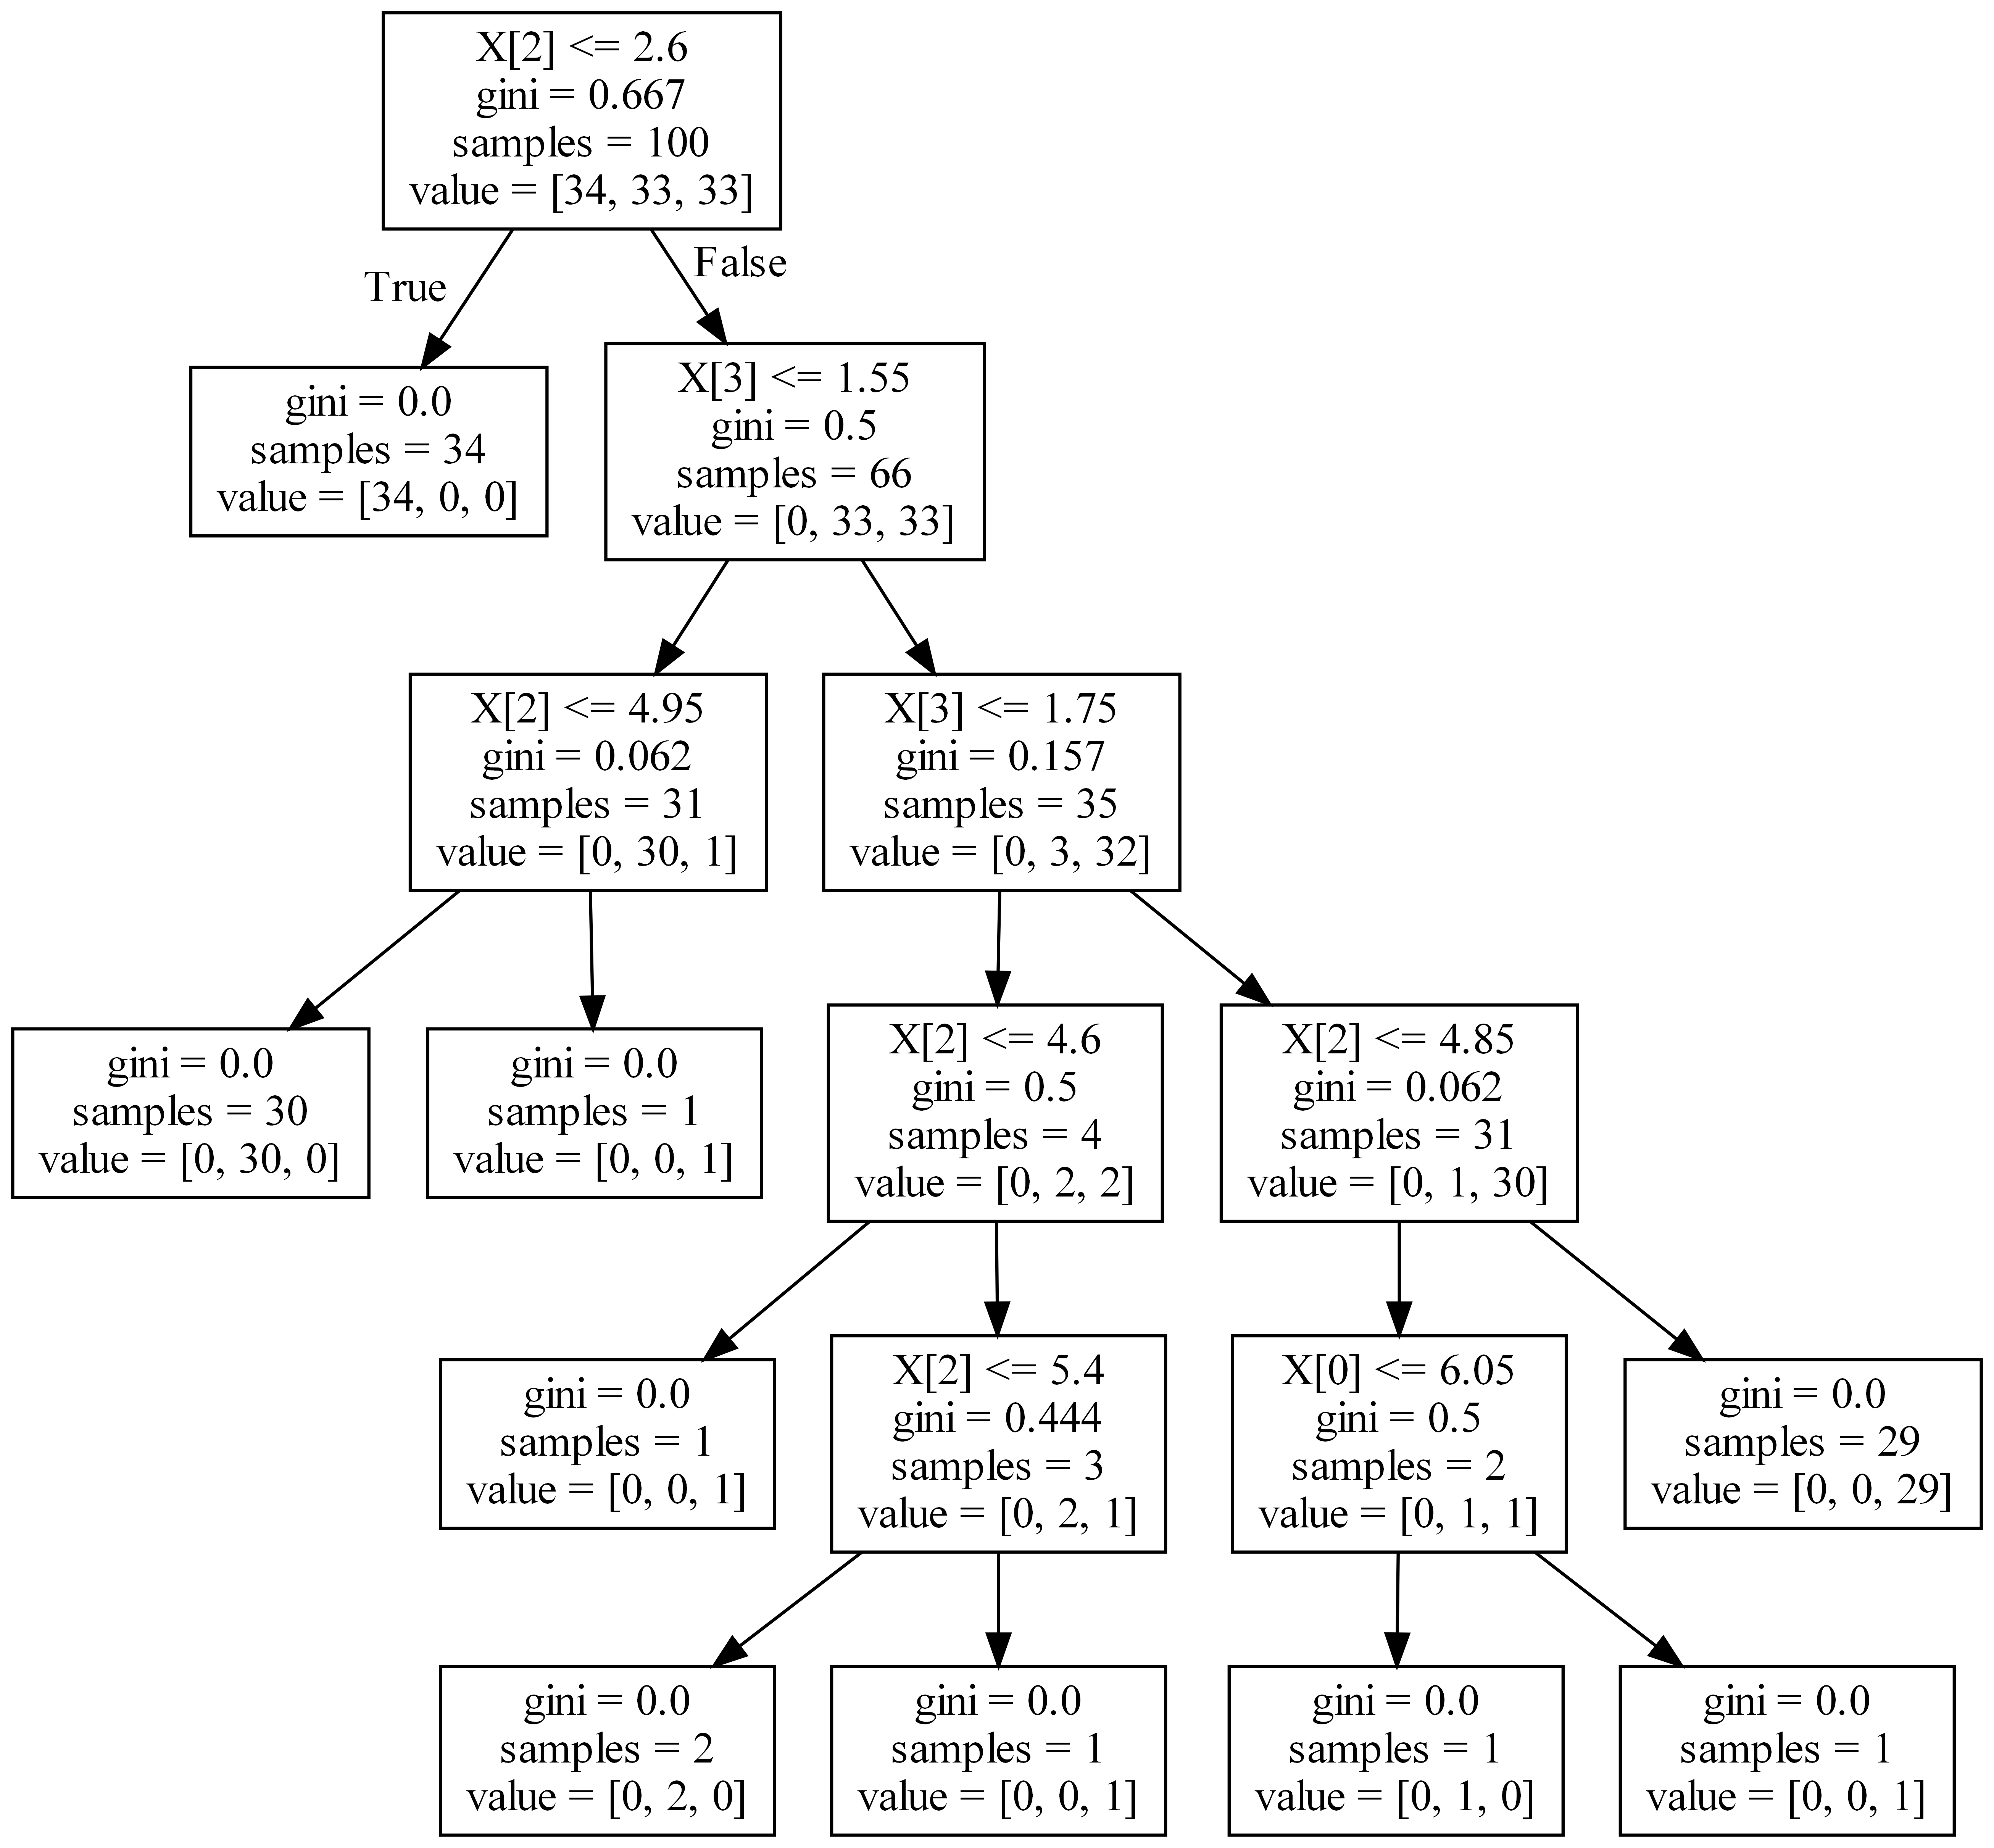 X[2] <= 2.6
gini = 0.667
samples = 100
value = [34, 33, 33]
True
False
gini = 0.0
samples = 34
value = [34, 0, 0]
X[3] <= 1.55
gini = 0.5
samples = 66
value = [0, 33, 33]
X[2] <= 4.95
gini = 0.062
samples = 31
value = [0, 30, 1]
X[3] <= 1.75
gini = 0.157
samples = 35
value = [0, 3, 32]
gini = 0.0
samples = 30
value = [0, 30, 0]
gini = 0.0
samples = 1
value = [0, 0, 1]
X[2] <= 4.6
gini = 0.5
samples = 4
value = [0, 2, 2]
X[2] <= 4.85
gini = 0.062
samples = 31
value = [0, 1, 30]
gini = 0.0
samples = 1
value = [0, 0, 1]
X[2] <= 5.4
gini = 0.444
samples = 3
value = [0, 2, 1]
X[0] <= 6.05
gini = 0.5
samples = 2
value = [0, 1, 1]
gini = 0.0
samples = 29
value = [0, 0, 29]
gini = 0.0
samples = 2
value = [0, 2, 0]
gini = 0.0
samples = 1
value = [0, 0, 1]
gini = 0.0
samples = 1
value = [0, 1, 0]
gini = 0.0
samples = 1
value = [0, 0, 1]